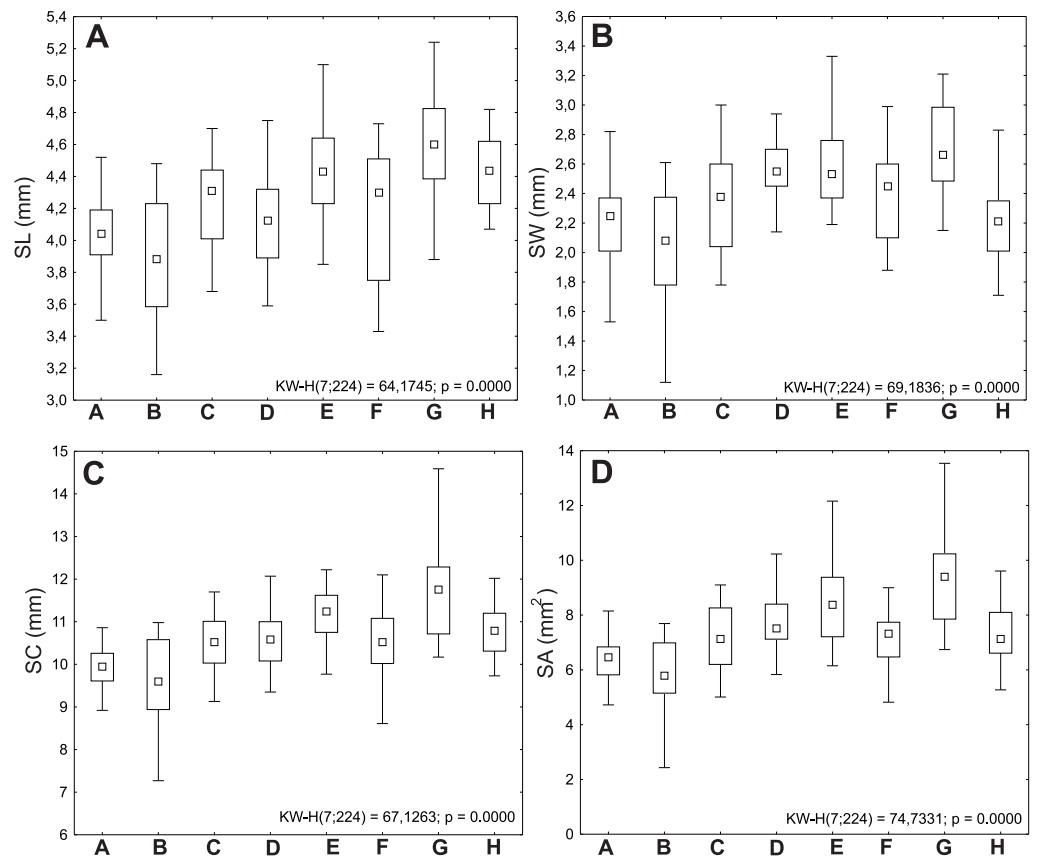 A
SL (mm)
5,4
5,2
5,0
4,8
4,6
4,4
4,2
4,0
3,8
3,6
3,4
3,2
3,0
KW-H(7;224) = 64,1745; p = 0.0000
A B C D E F G H
B
SW (mm)
3,6
3,4
3,2
3,0
2,8
2,6
2,4
2,2
2,0
1,8
1,6
1,4
1,2
1,0
KW-H(7;224) = 69,1836; p = 0.0000
A B C D E F G H
C
SC (mm)
15
14
13
12
11
10
9
8
7
6
KW-H(7;224) = 67,1263; p = 0.0000
A B C D E F G H
D
SA (mm²)
14
12
10
8
6
4
2
0
KW-H(7;224) = 74,7331; p = 0.0000
A B C D E F G H